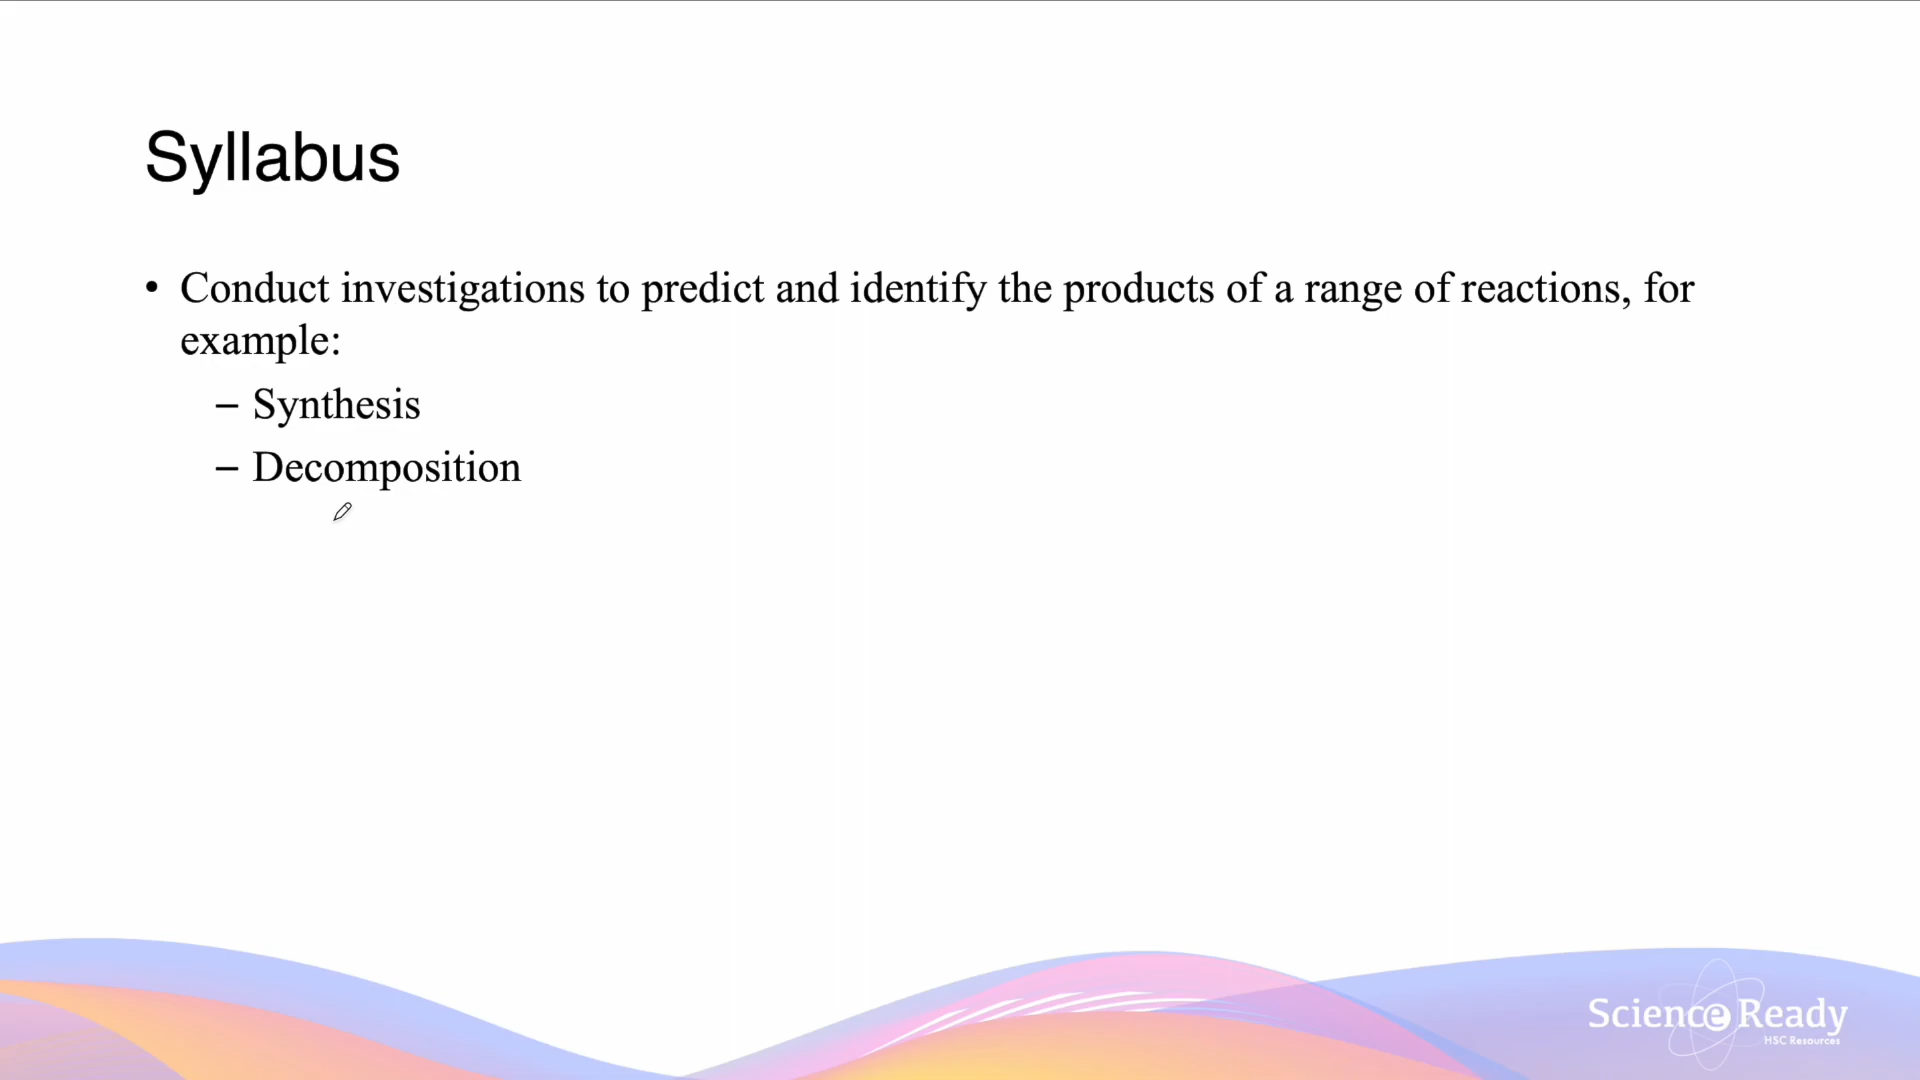 Syllabus
• Conduct investigations to predict and identify the products of a range of reactions, for
example:
– Synthesis
– Decomposition
Science Ready
HSC Resources